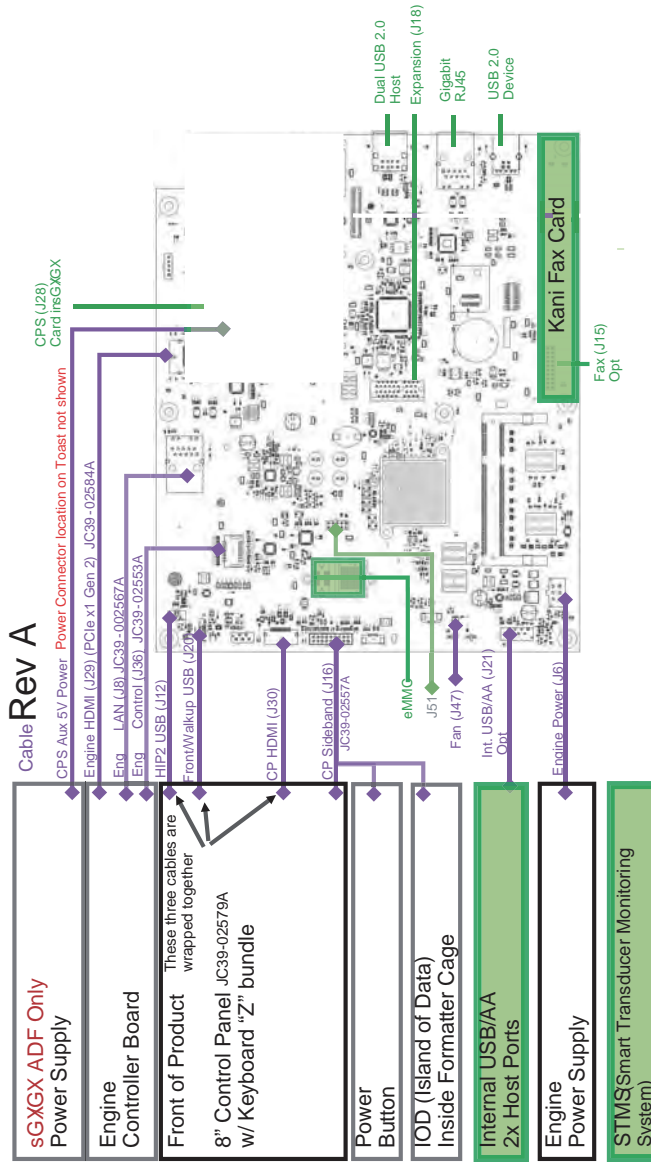 Cable Rev A
sGXGX ADF Only
Power Supply
Engine
Controller Board
Front of Product
These three cables are
wrapped together
8" Control Panel JC39-02579A
w/ Keyboard "Z" bundle
Power
Button
IOD (Island of Data)
Inside Formatter Cage
Internal USB/AA
2x Host Ports
Engine
Power Supply
STMS(Smart Transducer Monitoring
System)
CPS Aux 5V Power Power Connector location on Toast not shown
Engine HDMI (J29) (PCIe x1 Gen 2) JC39-02584A
Eng LAN (J8) JC39-002567A
Eng Control (J36) JC39-02553A
HIP2 USB (J12)
Front/Walkup USB (J20)
CP HDMI (J30)
CP Sideband (J16)
JC39-02557A
eMMC
J51
Fan (J47)
Int. USB/AA (J21)
Opt
Engine Power (J6)
CPS (J28)
Card insGXGX
Dual USB 2.0
Host
Expansion (J18)
Gigabit
RJ45
USB 2.0
Device
Kani Fax Card
Fax (J15)
Opt